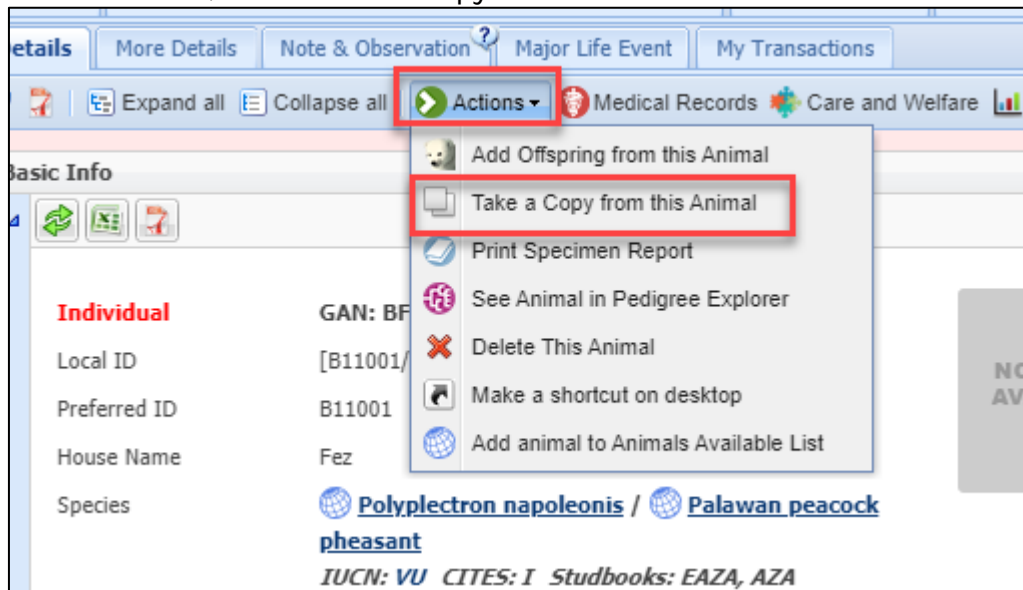 More Details Note & Observation Major Life Event My Transactions
Expand all Collapse all Actions Medical Records Care and Welfare
Add Offspring from this Animal
Basic Info
Take a Copy from this Animal
Print Specimen Report
Individual GAN: BF
See Animal in Pedigree Explorer
Local ID [B11001/
Delete This Animal
Preferred ID B11001
Make a shortcut on desktop
House Name Fez
Add animal to Animals Available List
Species Polyplectron napoleonis / Palawan peacock
pheasant
IUCN: VU CITES: I Studbooks: EAZA, AZA